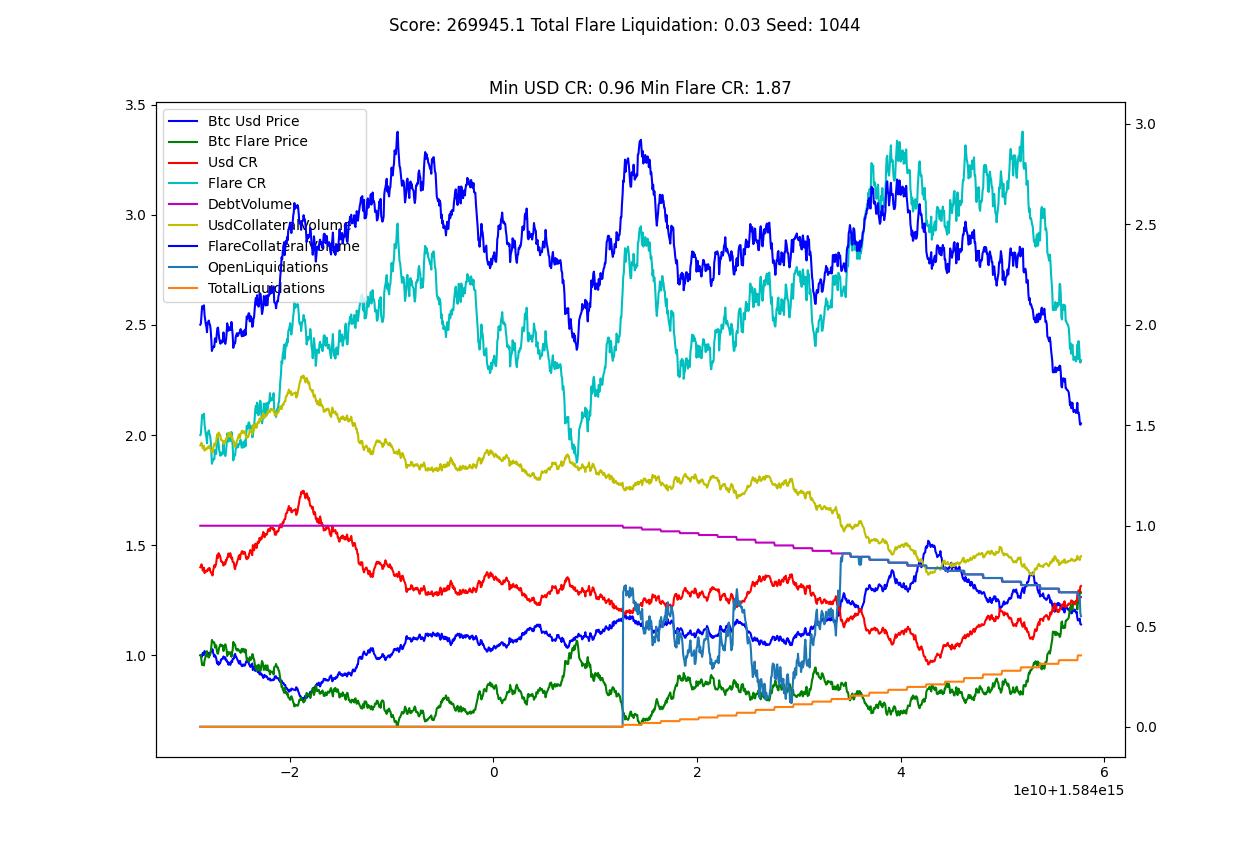 Score: 269945.1 Total Flare Liquidation: 0.03 Seed: 1044
Min USD CR: 0.96 Min Flare CR: 1.87
Btc Usd Price
Btc Flare Price
Usd CR
Flare CR
DebtVolume
UsdCollateralVolume
FlareCollateralVolume
OpenLiquidations
TotalLiquidations
3.5
3.0
2.5
2.0
1.5
1.0
3.0
2.5
2.0
1.5
1.0
0.5
0.0
−2
0
2
4
6
1e10+1.584e15